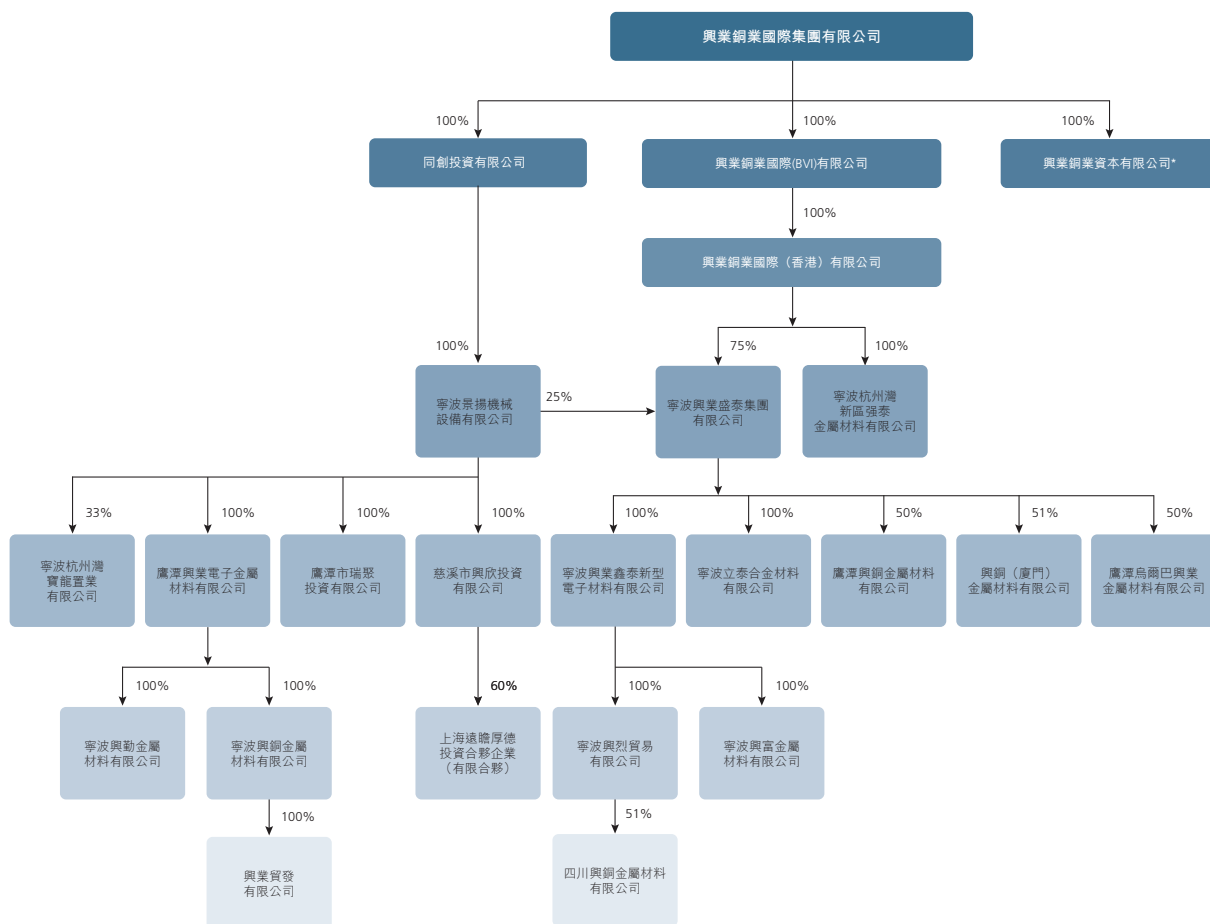 興業銅業國際集團有限公司
100%
100%
100%
同創投資有限公司
興業銅業國際(BVI)有限公司
興業銅業資本有限公司*
100%
興業銅業國際（香港）有限公司
100%
75%
100%
寧波景揚機械
設備有限公司
25%
寧波興業盛泰集團
有限公司
寧波杭州灣
新區强泰
金屬材料有限公司
33%
100%
100%
100%
100%
100%
50%
51%
50%
寧波杭州灣
寶龍置業
有限公司
鷹潭興業電子金屬
材料有限公司
鷹潭市瑞聚
投資有限公司
慈溪市興欣投資
有限公司
寧波興業鑫泰新型
電子材料有限公司
寧波立泰合金材料
有限公司
鷹潭興銅金屬材料
有限公司
興銅（廈門）
金屬材料有限公司
鷹潭烏爾巴興業
金屬材料有限公司
100%
100%
60%
100%
100%
寧波興勤金屬
材料有限公司
寧波興銅金屬
材料有限公司
上海遠瞻厚德
投資合夥企業
（有限合夥）
寧波興烈貿易
有限公司
寧波興富金屬
材料有限公司
100%
51%
興業貿發
有限公司
四川興銅金屬材料
有限公司